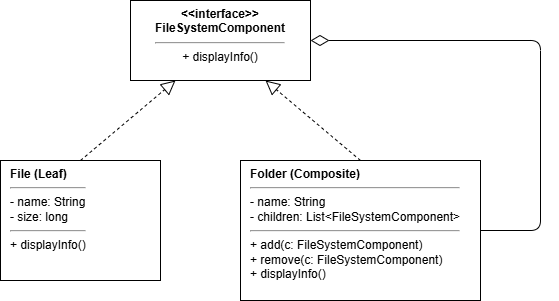 <<interface>>
FileSystemComponent
+ displayInfo()
File (Leaf)
- name: String
- size: long
+ displayInfo()
Folder (Composite)
- name: String
- children: List<FileSystemComponent>
+ add(c: FileSystemComponent)
+ remove(c: FileSystemComponent)
+ displayInfo()